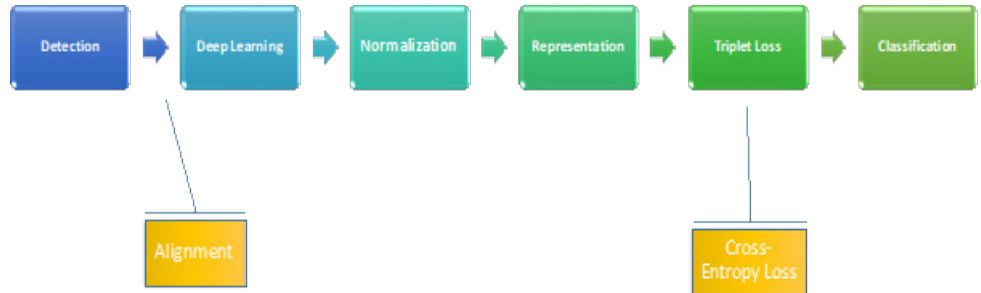 Detection
Deep Learning
Normalization
Representation
Triplet Loss
Classification
Alignment
Cross-
Entropy Loss